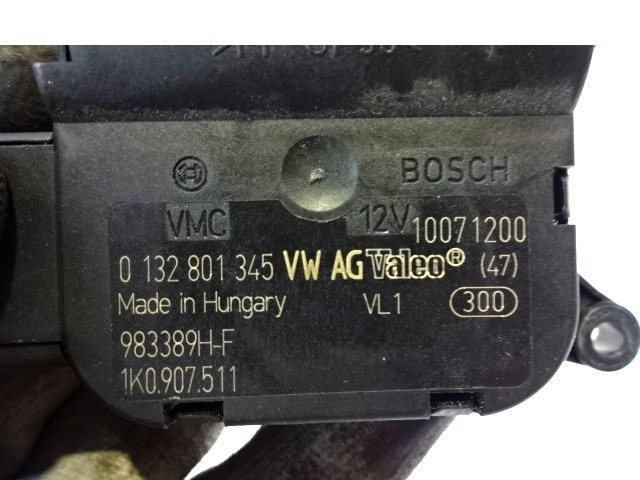 BOSCH
VMC 12V 10071200
0 132 801 345 VW AG Valeo® (47)
Made in Hungary VL1 300
983389H-F
1K0.907.511